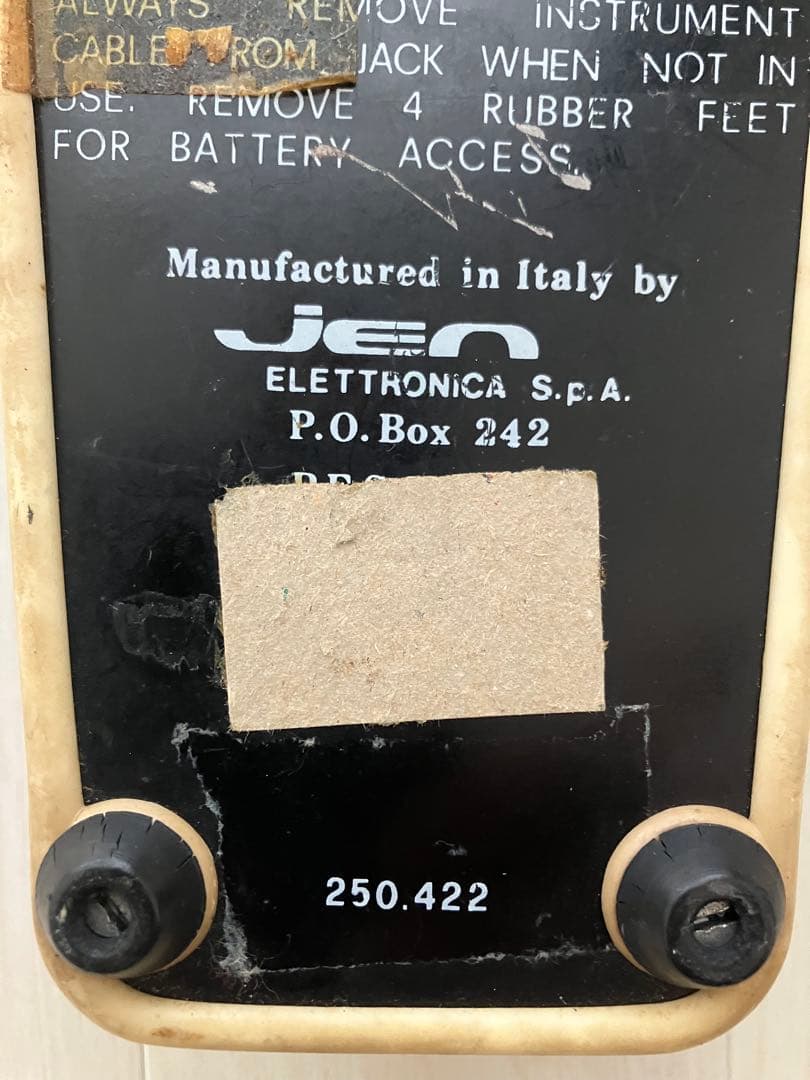 ALWAYS REMOVE INSTRUMENT
CABLE FROM JACK WHEN NOT IN
USE. REMOVE 4 RUBBER FEET
FOR BATTERY ACCESS.
Manufactured in Italy by
JEN
ELETTRONICA S.p.A.
P.O. Box 242
250.422